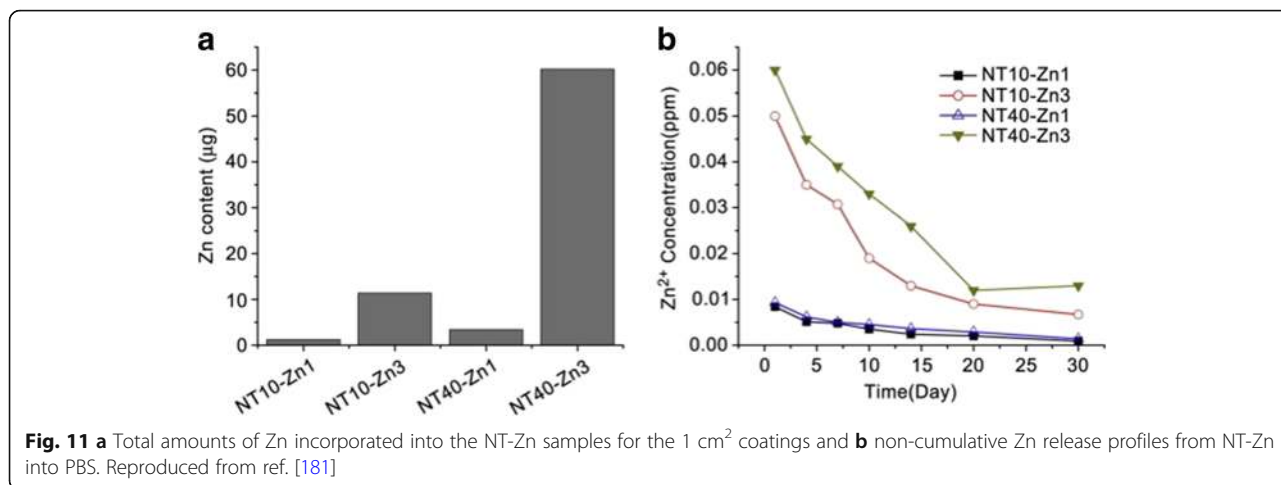 a
60
50
40
30
20
10
0
Zn content (µg)
NT10-Zn1
NT10-Zn3
NT40-Zn1
NT40-Zn3
b
NT10-Zn1
NT10-Zn3
NT40-Zn1
NT40-Zn3
0.06
0.05
0.04
0.03
0.02
0.01
0.00
Zn²⁺ Concentration(ppm)
0 5 10 15 20 25 30
Time(Day)
Fig. 11 a Total amounts of Zn incorporated into the NT-Zn samples for the 1 cm² coatings and b non-cumulative Zn release profiles from NT-Zn
into PBS. Reproduced from ref. [181]